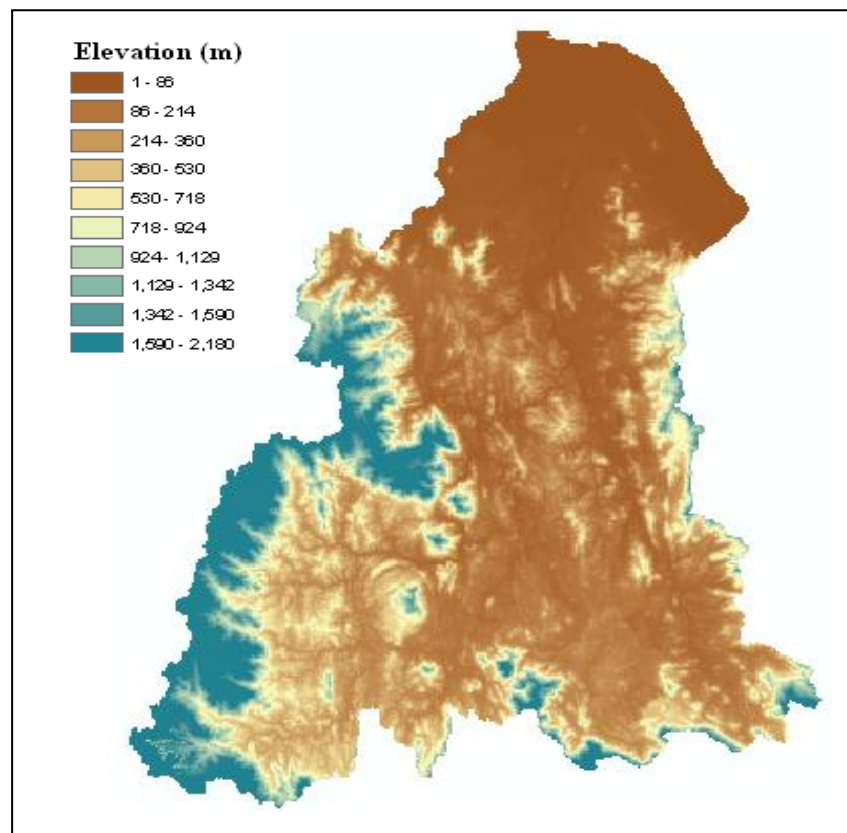 Elevation (m)
1 - 86
86 - 214
214 - 360
360 - 530
530 - 718
718 - 924
924 - 1,129
1,129 - 1,342
1,342 - 1,590
1,590 - 2,180